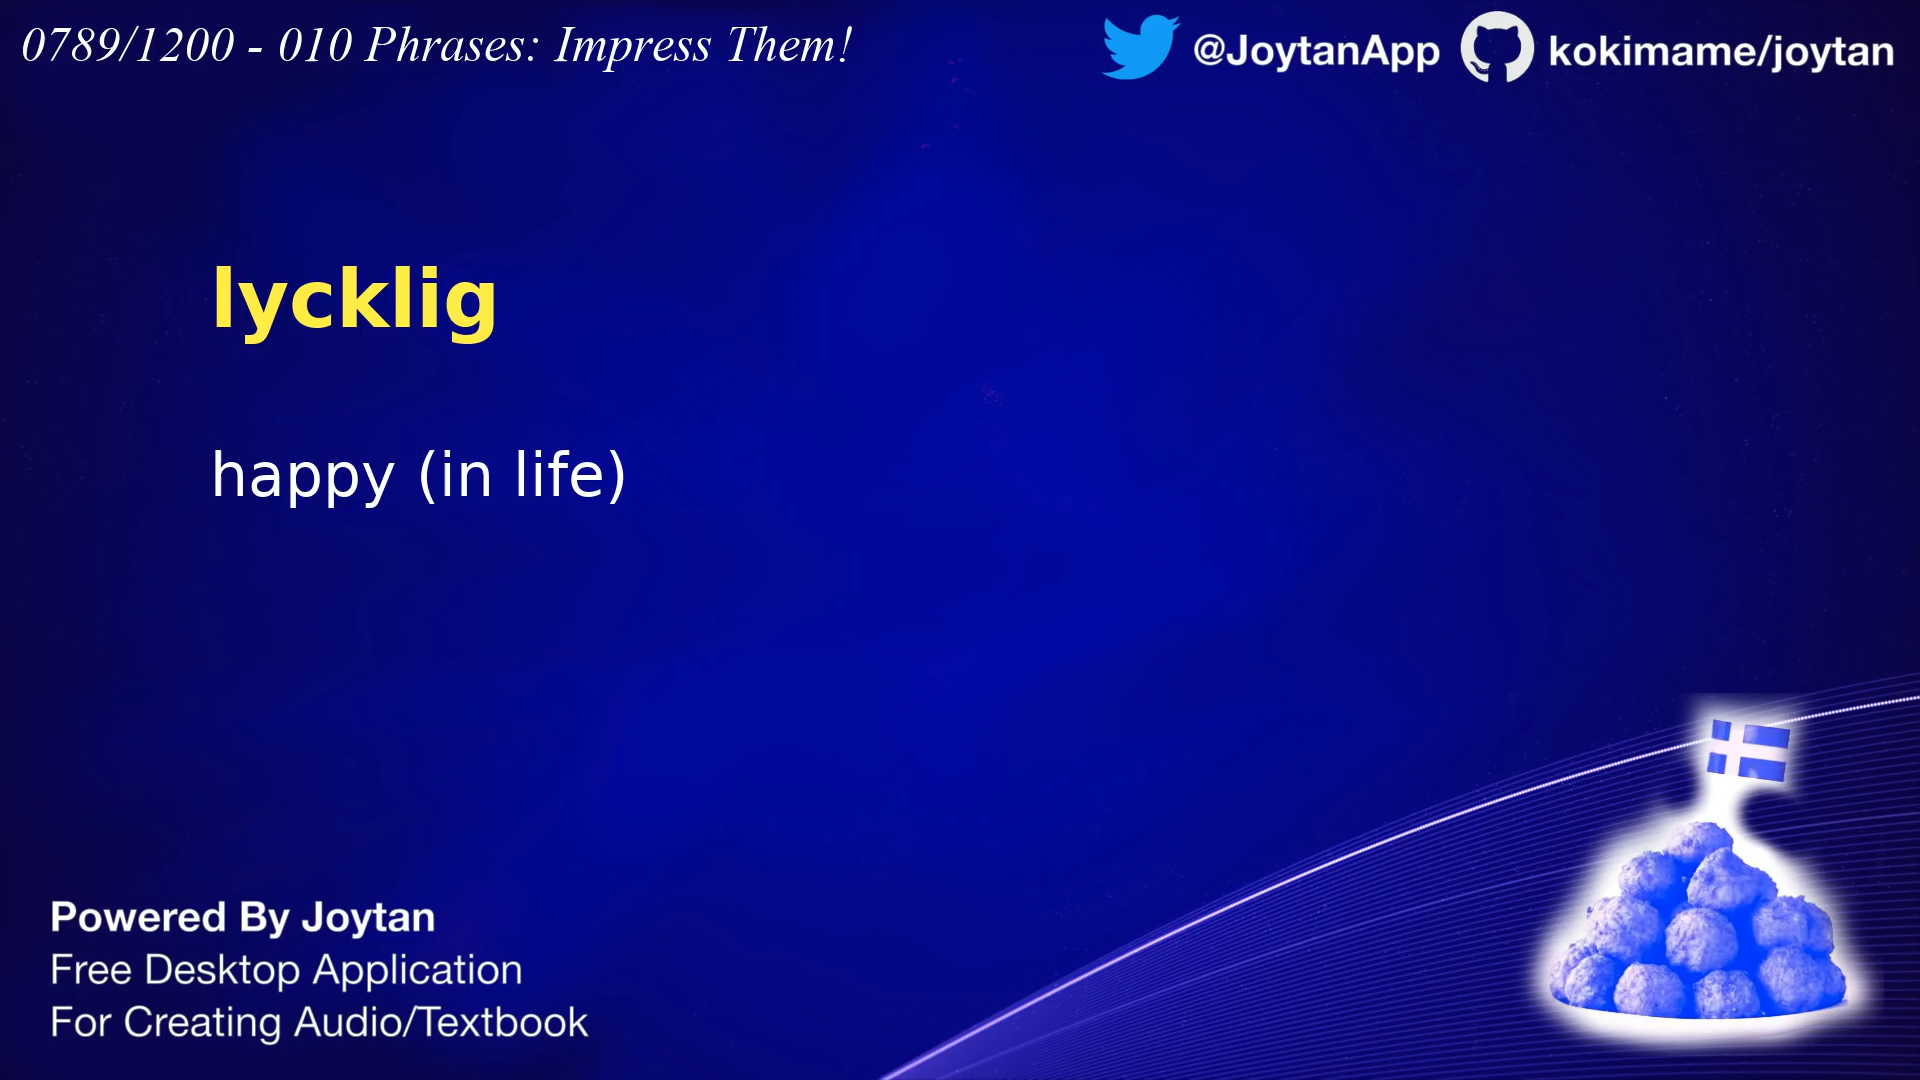 0789/1200 - 010 Phrases: Impress Them!
@JoytanApp kokimame/joytan
lycklig
happy (in life)
Powered By Joytan
Free Desktop Application
For Creating Audio/Textbook